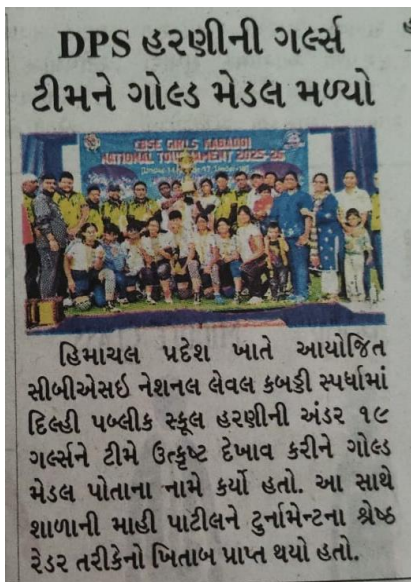 DPS હરણીની ગર્લ્સ
ટીમને ગોલ્ડ મેડલ મળ્યો
CBSE GIRLS KABADDI
NATIONAL TOURNAMENT 2025-26
હિમાચલ પ્રદેશ ખાતે આયોજિત
સીબીએસઇ નેશનલ લેવલ કબડ્ડી સ્પર્ધામાં
દિલ્હી પબ્લીક સ્કૂલ હરણીની અંડર ૧૯
ગર્લ્સને ટીમે ઉત્કૃષ્ટ દેખાવ કરીને ગોલ્ડ
મેડલ પોતાના નામે કર્યો હતો. આ સાથે
શાળાની માહી પાટીલને ટુર્નામેન્ટના શ્રેષ્ઠ
રેડર તરીકેનો ખિતાબ પ્રાપ્ત થયો હતો.